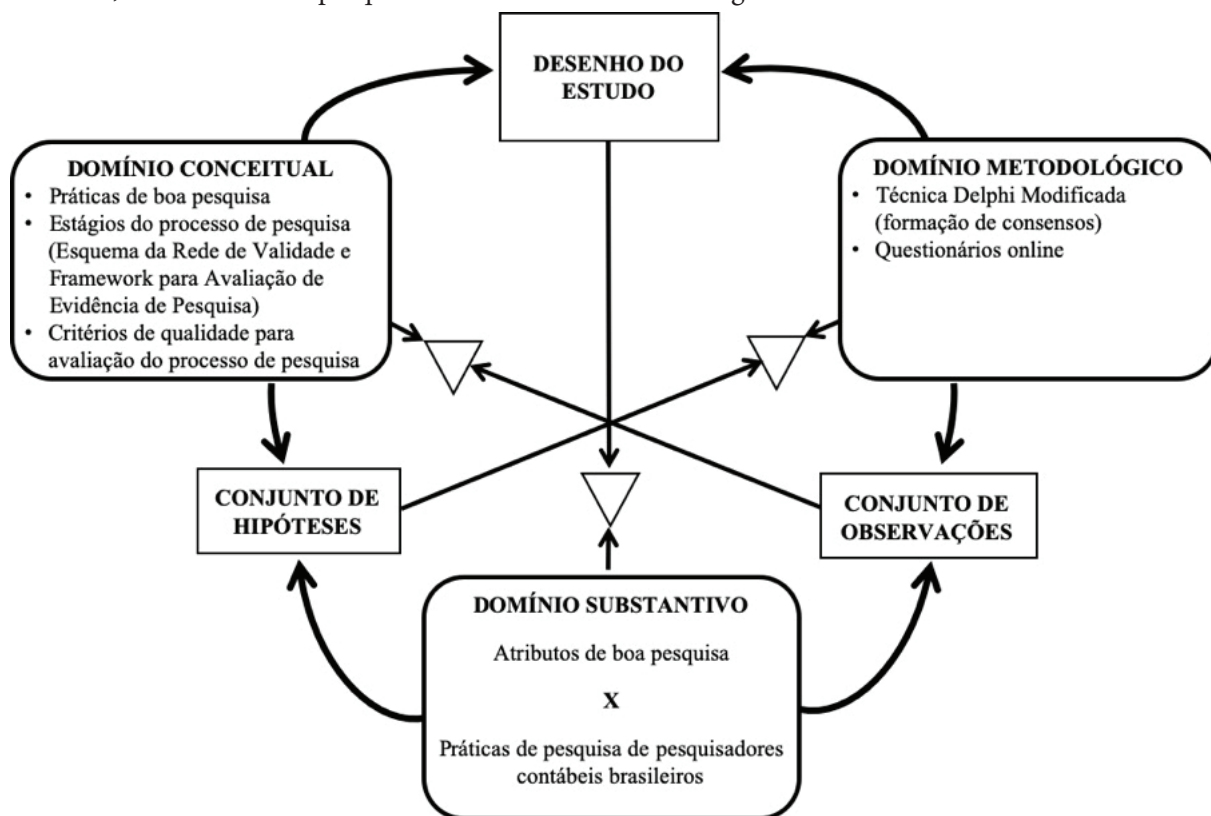 DESENHO DO
ESTUDO
DOMÍNIO CONCEITUAL
• Práticas de boa pesquisa
• Estágios do processo de pesquisa
(Esquema da Rede de Validade e
Framework para Avaliação de
Evidência de Pesquisa)
• Critérios de qualidade para
avaliação do processo de pesquisa
DOMÍNIO METODOLÓGICO
• Técnica Delphi Modificada
(formação de consensos)
• Questionários online
CONJUNTO DE
HIPÓTESES
CONJUNTO DE
OBSERVAÇÕES
DOMÍNIO SUBSTANTIVO
Atributos de boa pesquisa
X
Práticas de pesquisa de pesquisadores
contábeis brasileiros